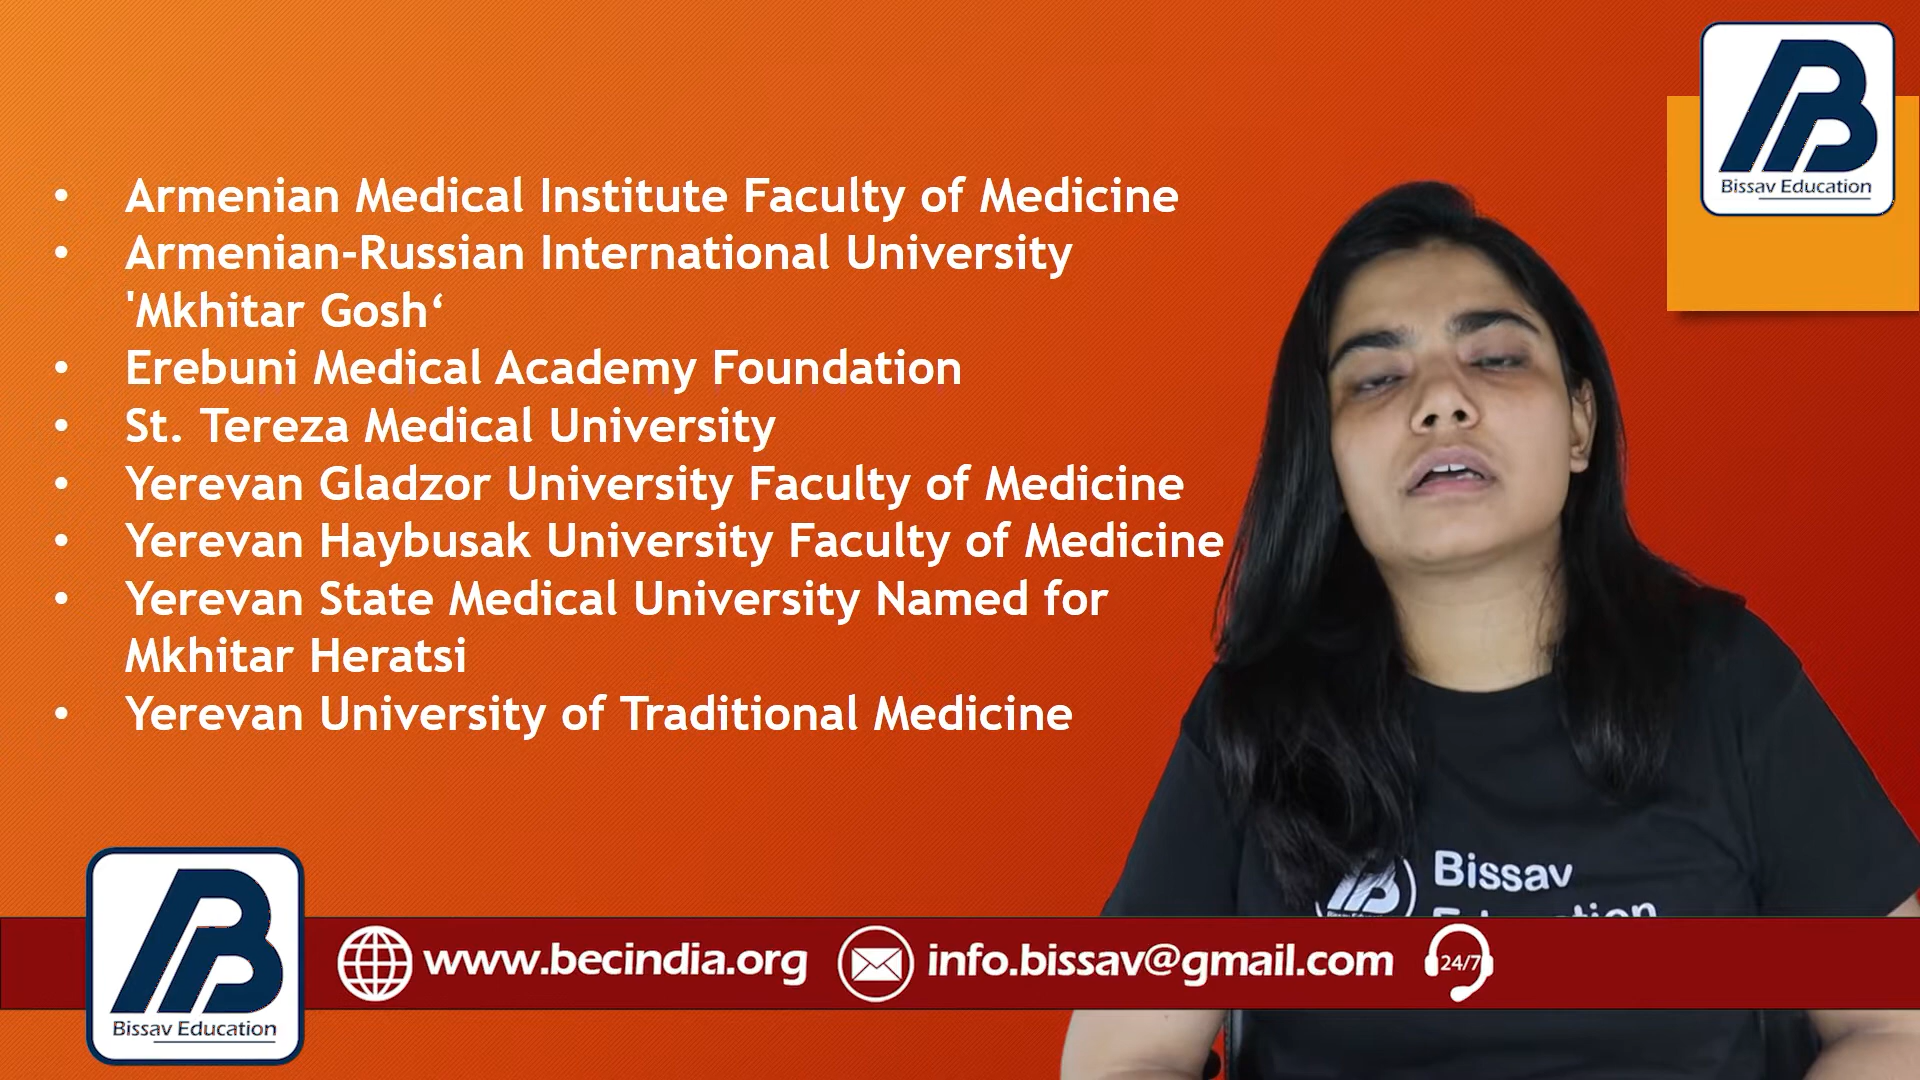 Bissav Education
• Armenian Medical Institute Faculty of Medicine
• Armenian-Russian International University
'Mkhitar Gosh‘
• Erebuni Medical Academy Foundation
• St. Tereza Medical University
• Yerevan Gladzor University Faculty of Medicine
• Yerevan Haybusak University Faculty of Medicine
• Yerevan State Medical University Named for
Mkhitar Heratsi
• Yerevan University of Traditional Medicine
Bissav
Education
www.becindia.org info.bissav@gmail.com 24/7
Bissav Education